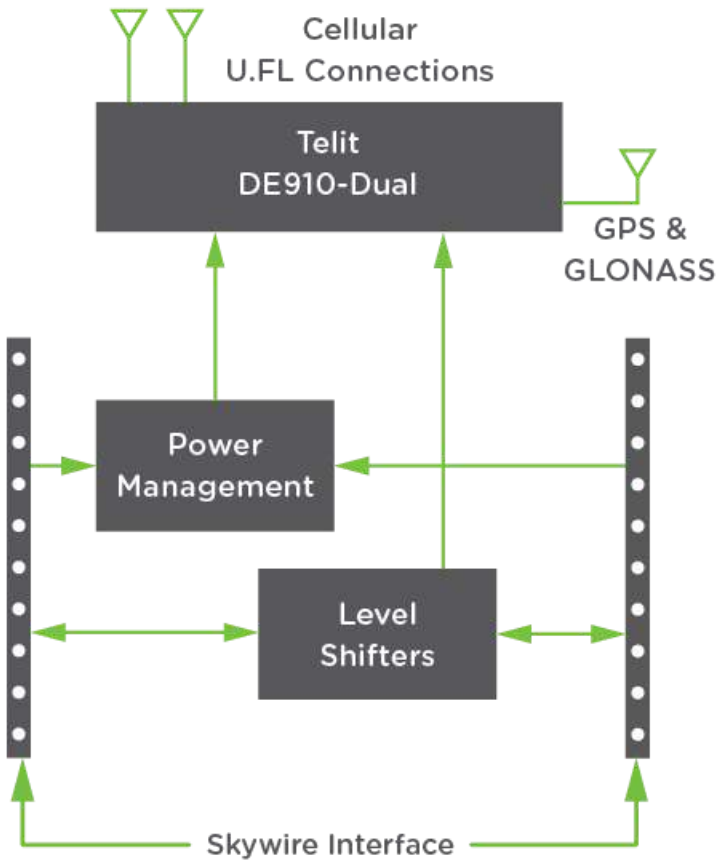 Cellular
U.FL Connections
Telit
DE910-Dual
GPS &
GLONASS
Power
Management
Level
Shifters
Skywire Interface